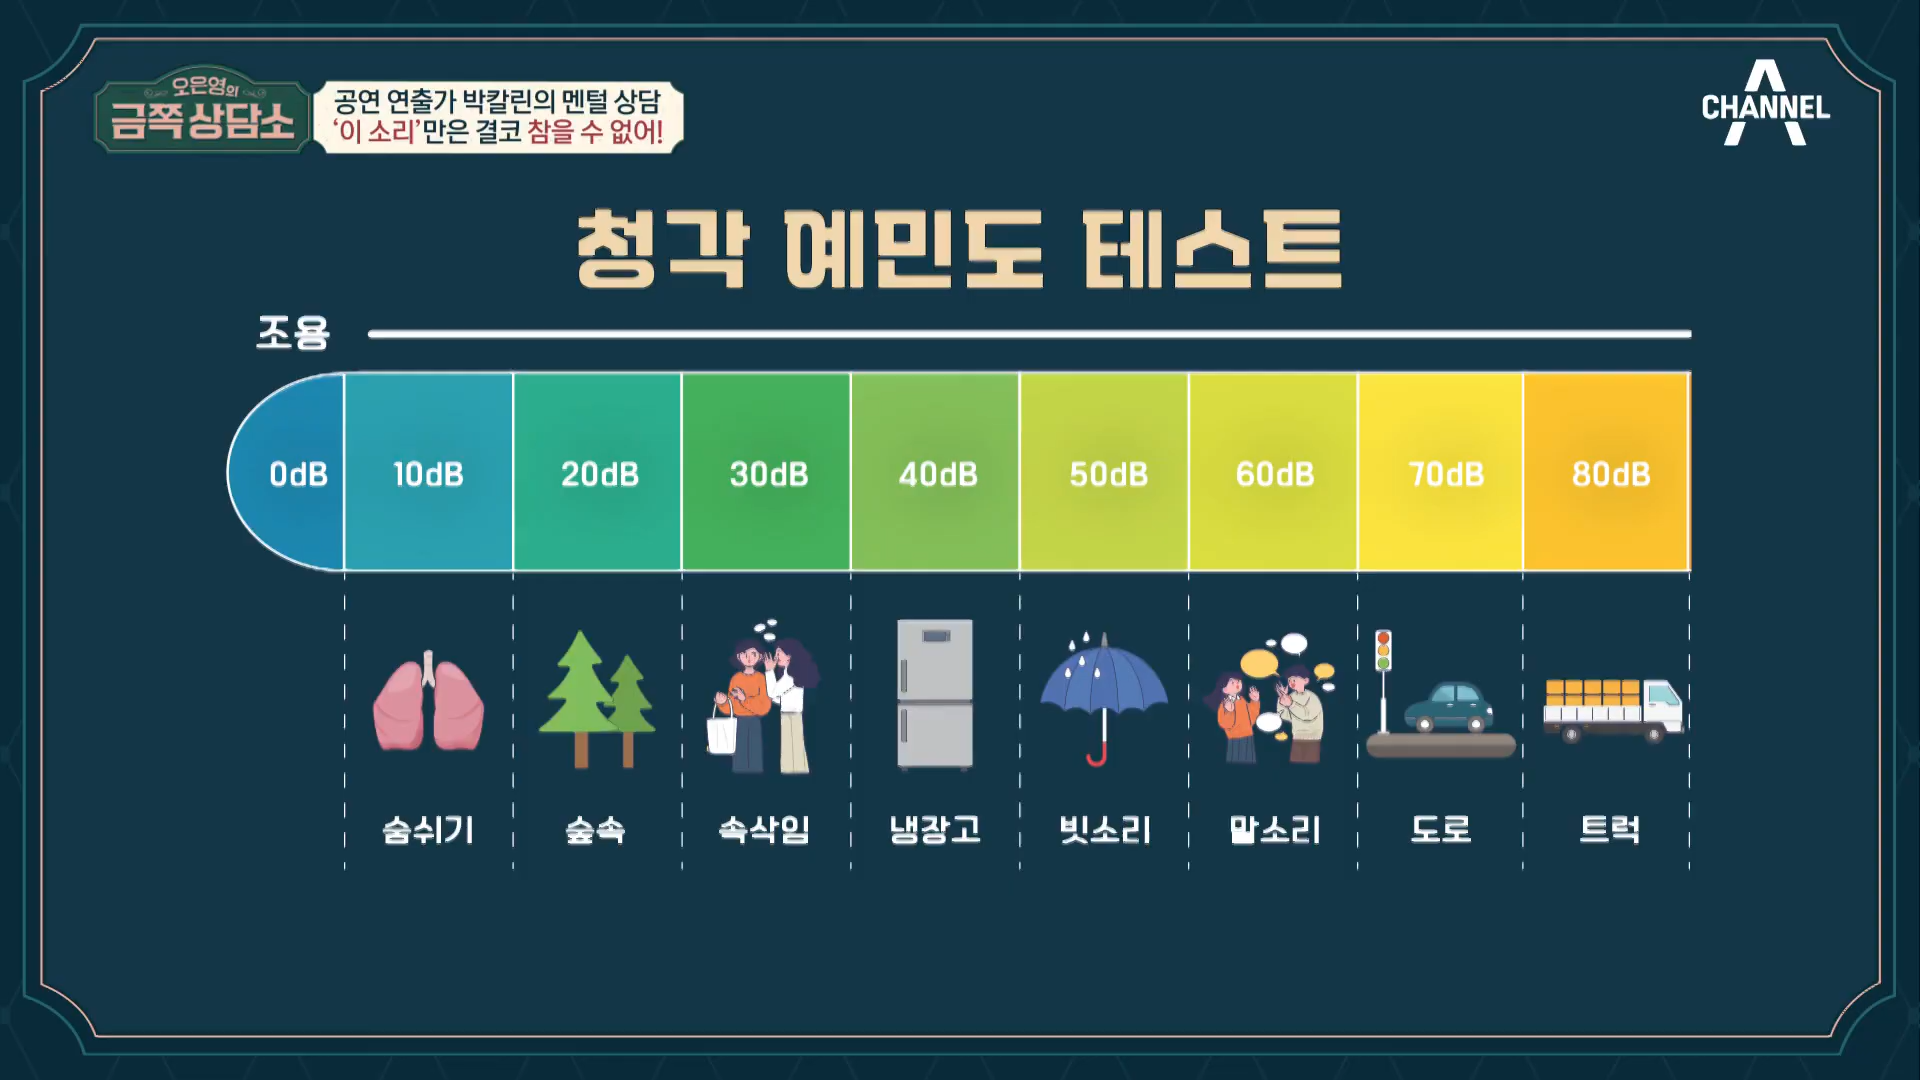 오은영의
금쪽 상담소
공연 연출가 박칼린의 멘털 상담
‘이 소리’만은 결코 참을 수 없어!
CHANNEL A
청각 예민도 테스트
조용
0dB 10dB 20dB 30dB 40dB 50dB 60dB 70dB 80dB
숨쉬기 숲속 속삭임 냉장고 빗소리 말소리 도로 트럭